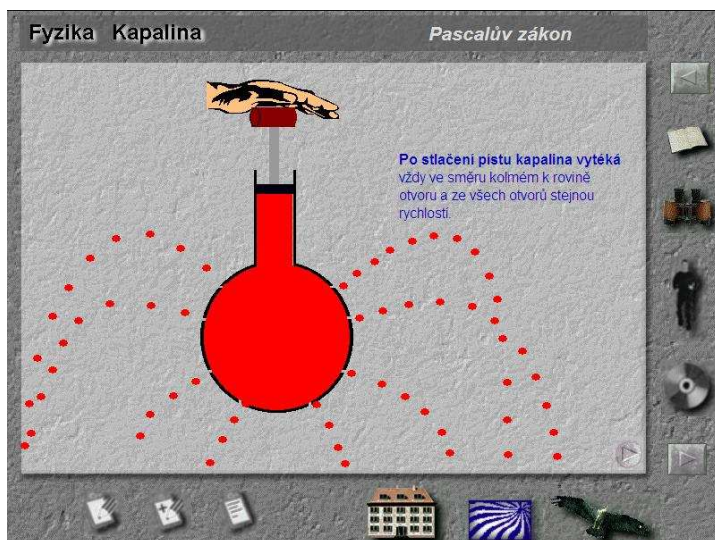 Fyzika Kapalina
Pascalův zákon
Po stlačení pístu kapalina vytéká
vždy ve směru kolmém k rovině
otvoru a ze všech otvorů stejnou
rychlostí.